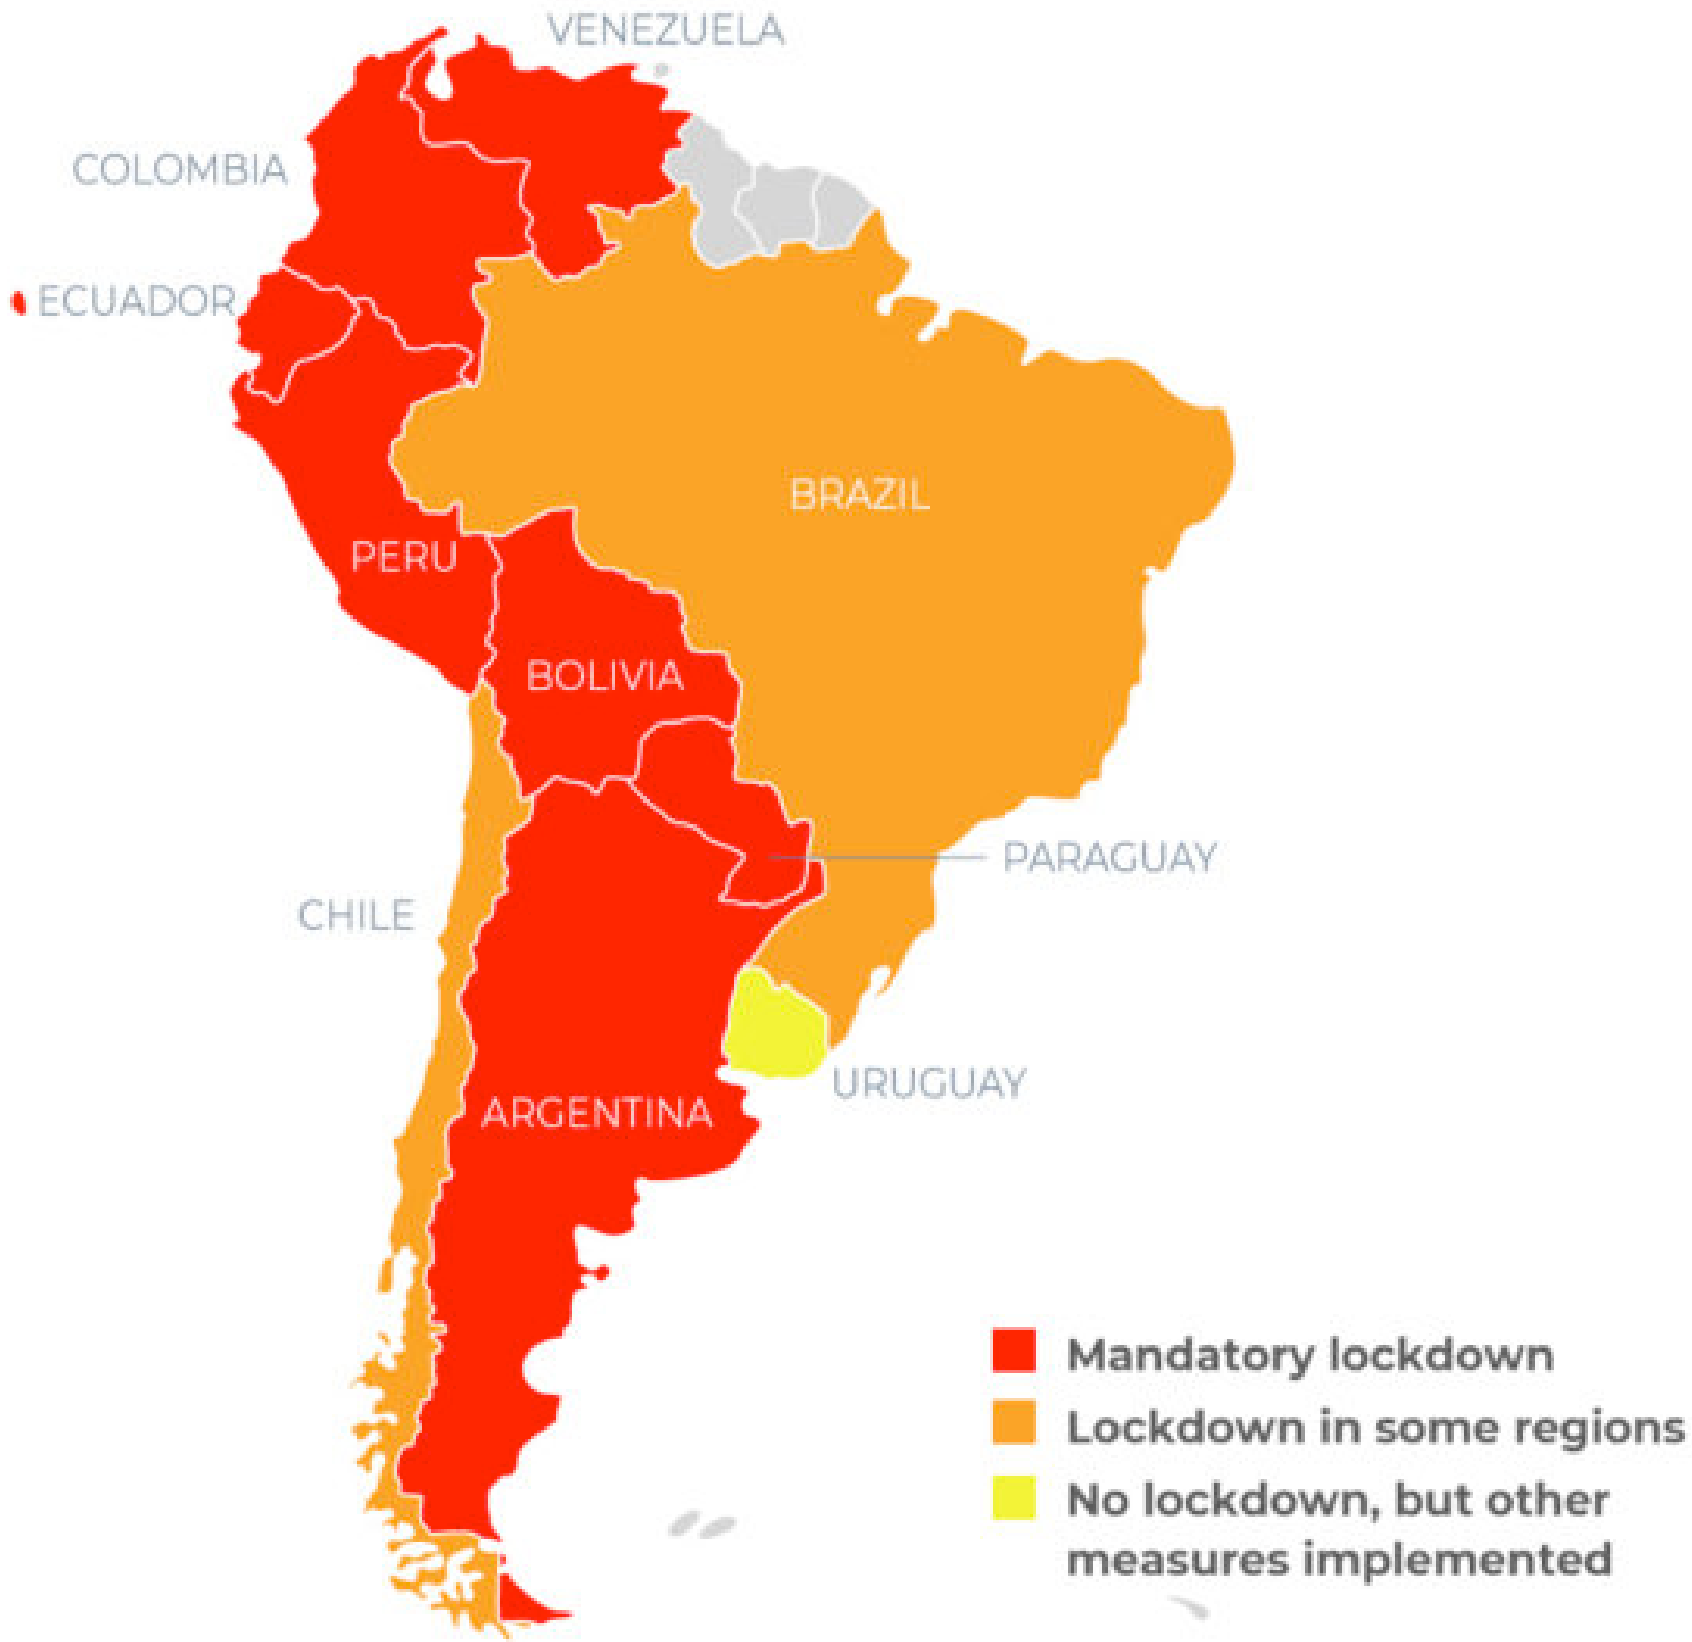 VENEZUELA
COLOMBIA
ECUADOR
BRAZIL
PERU
BOLIVIA
PARAGUAY
CHILE
URUGUAY
ARGENTINA
Mandatory lockdown
Lockdown in some regions
No lockdown, but other
measures implemented